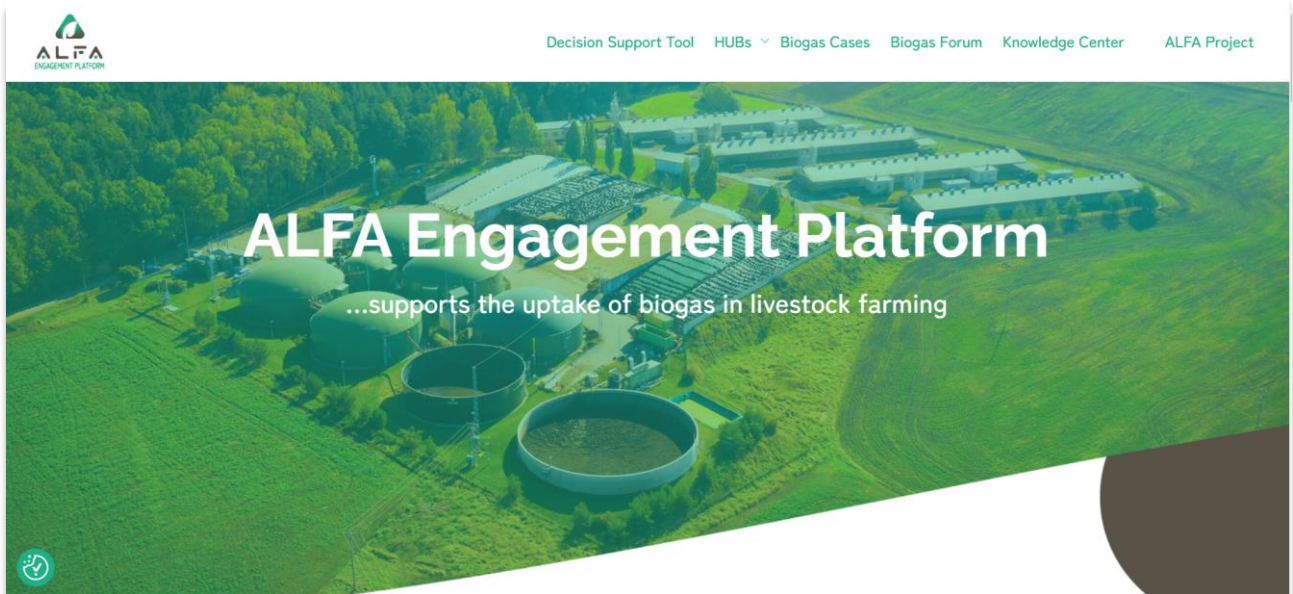 ALFA
ENGAGEMENT PLATFORM
Decision Support Tool HUBs Biogas Cases Biogas Forum Knowledge Center ALFA Project
ALFA Engagement Platform
...supports the uptake of biogas in livestock farming